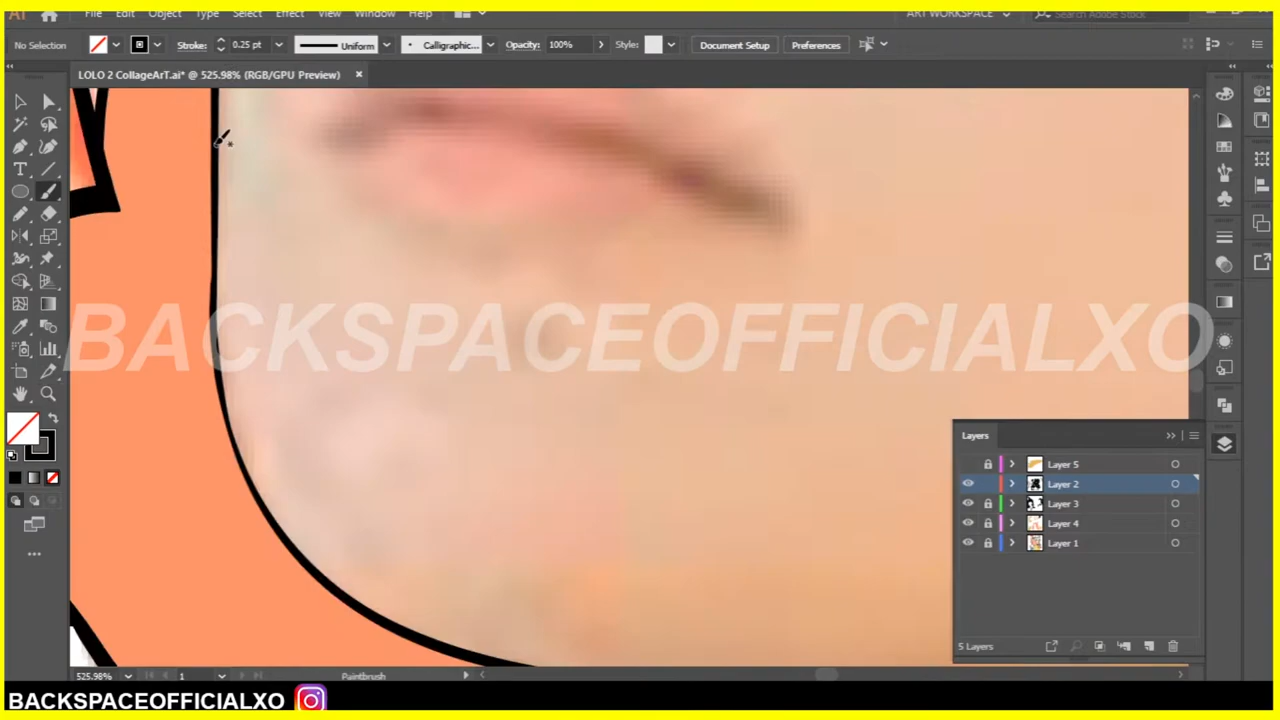 Ai File Edit Object Type Select Effect View Window Help ART WORKSPACE Search Adobe Stock
No Selection Stroke: 0.25 pt Uniform Calligraphic... Opacity: 100% Style: Document Setup Preferences
LOLO 2 CollageArT.ai* @ 525.98% (RGB/GPU Preview) ×
BACKSPACEOFFICIALXO
Layers
Layer 5
Layer 2
Layer 3
Layer 4
Layer 1
5 Layers
525.98% 1 Paintbrush
BACKSPACEOFFICIALXO